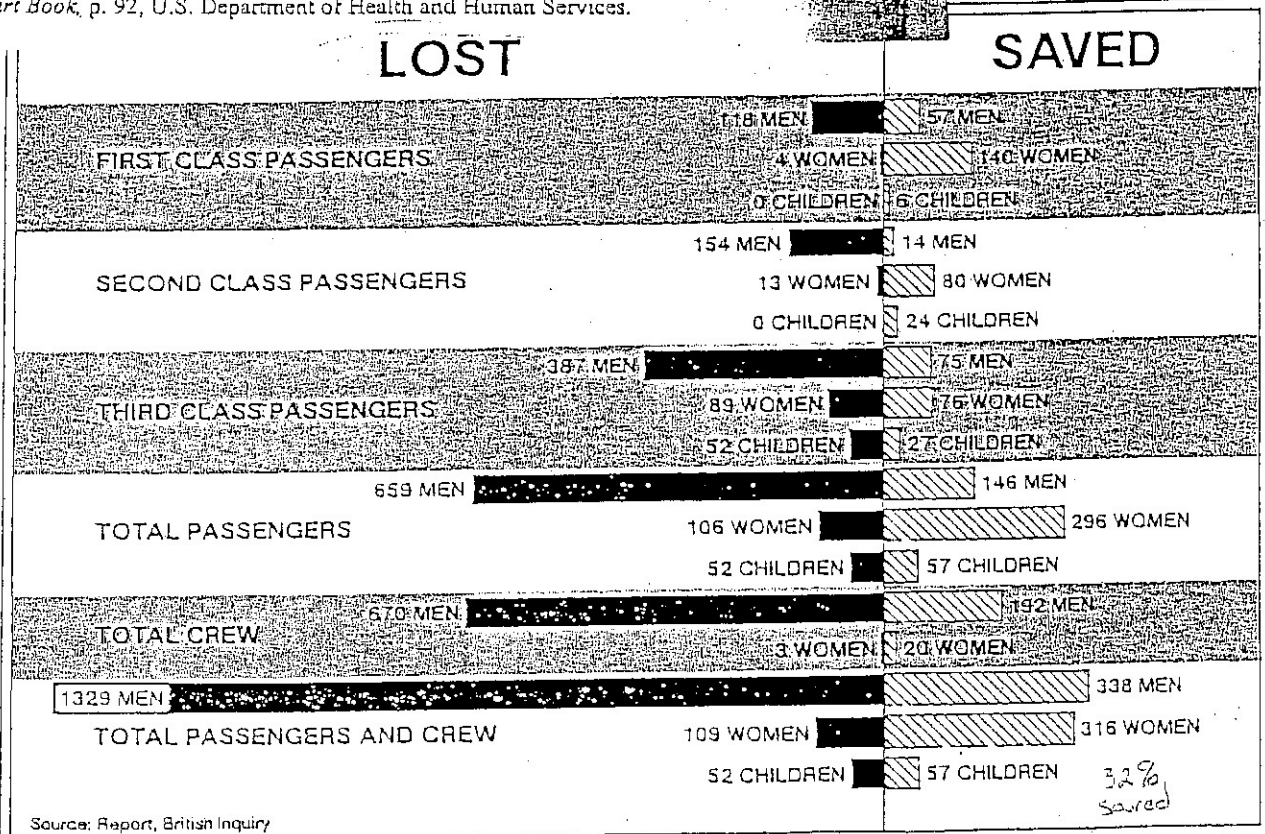 art Book, p. 92, U.S. Department of Health and Human Services.
LOST SAVED
118 MEN 57 MEN
FIRST CLASS PASSENGERS 4 WOMEN 140 WOMEN
0 CHILDREN 6 CHILDREN
154 MEN 14 MEN
SECOND CLASS PASSENGERS 13 WOMEN 80 WOMEN
0 CHILDREN 24 CHILDREN
387 MEN 75 MEN
THIRD CLASS PASSENGERS 89 WOMEN 76 WOMEN
52 CHILDREN 27 CHILDREN
659 MEN 146 MEN
TOTAL PASSENGERS 106 WOMEN 296 WOMEN
52 CHILDREN 57 CHILDREN
670 MEN 192 MEN
TOTAL CREW 3 WOMEN 20 WOMEN
1329 MEN 338 MEN
TOTAL PASSENGERS AND CREW 109 WOMEN 316 WOMEN
52 CHILDREN 57 CHILDREN
32%
saved
Source: Report, British Inquiry